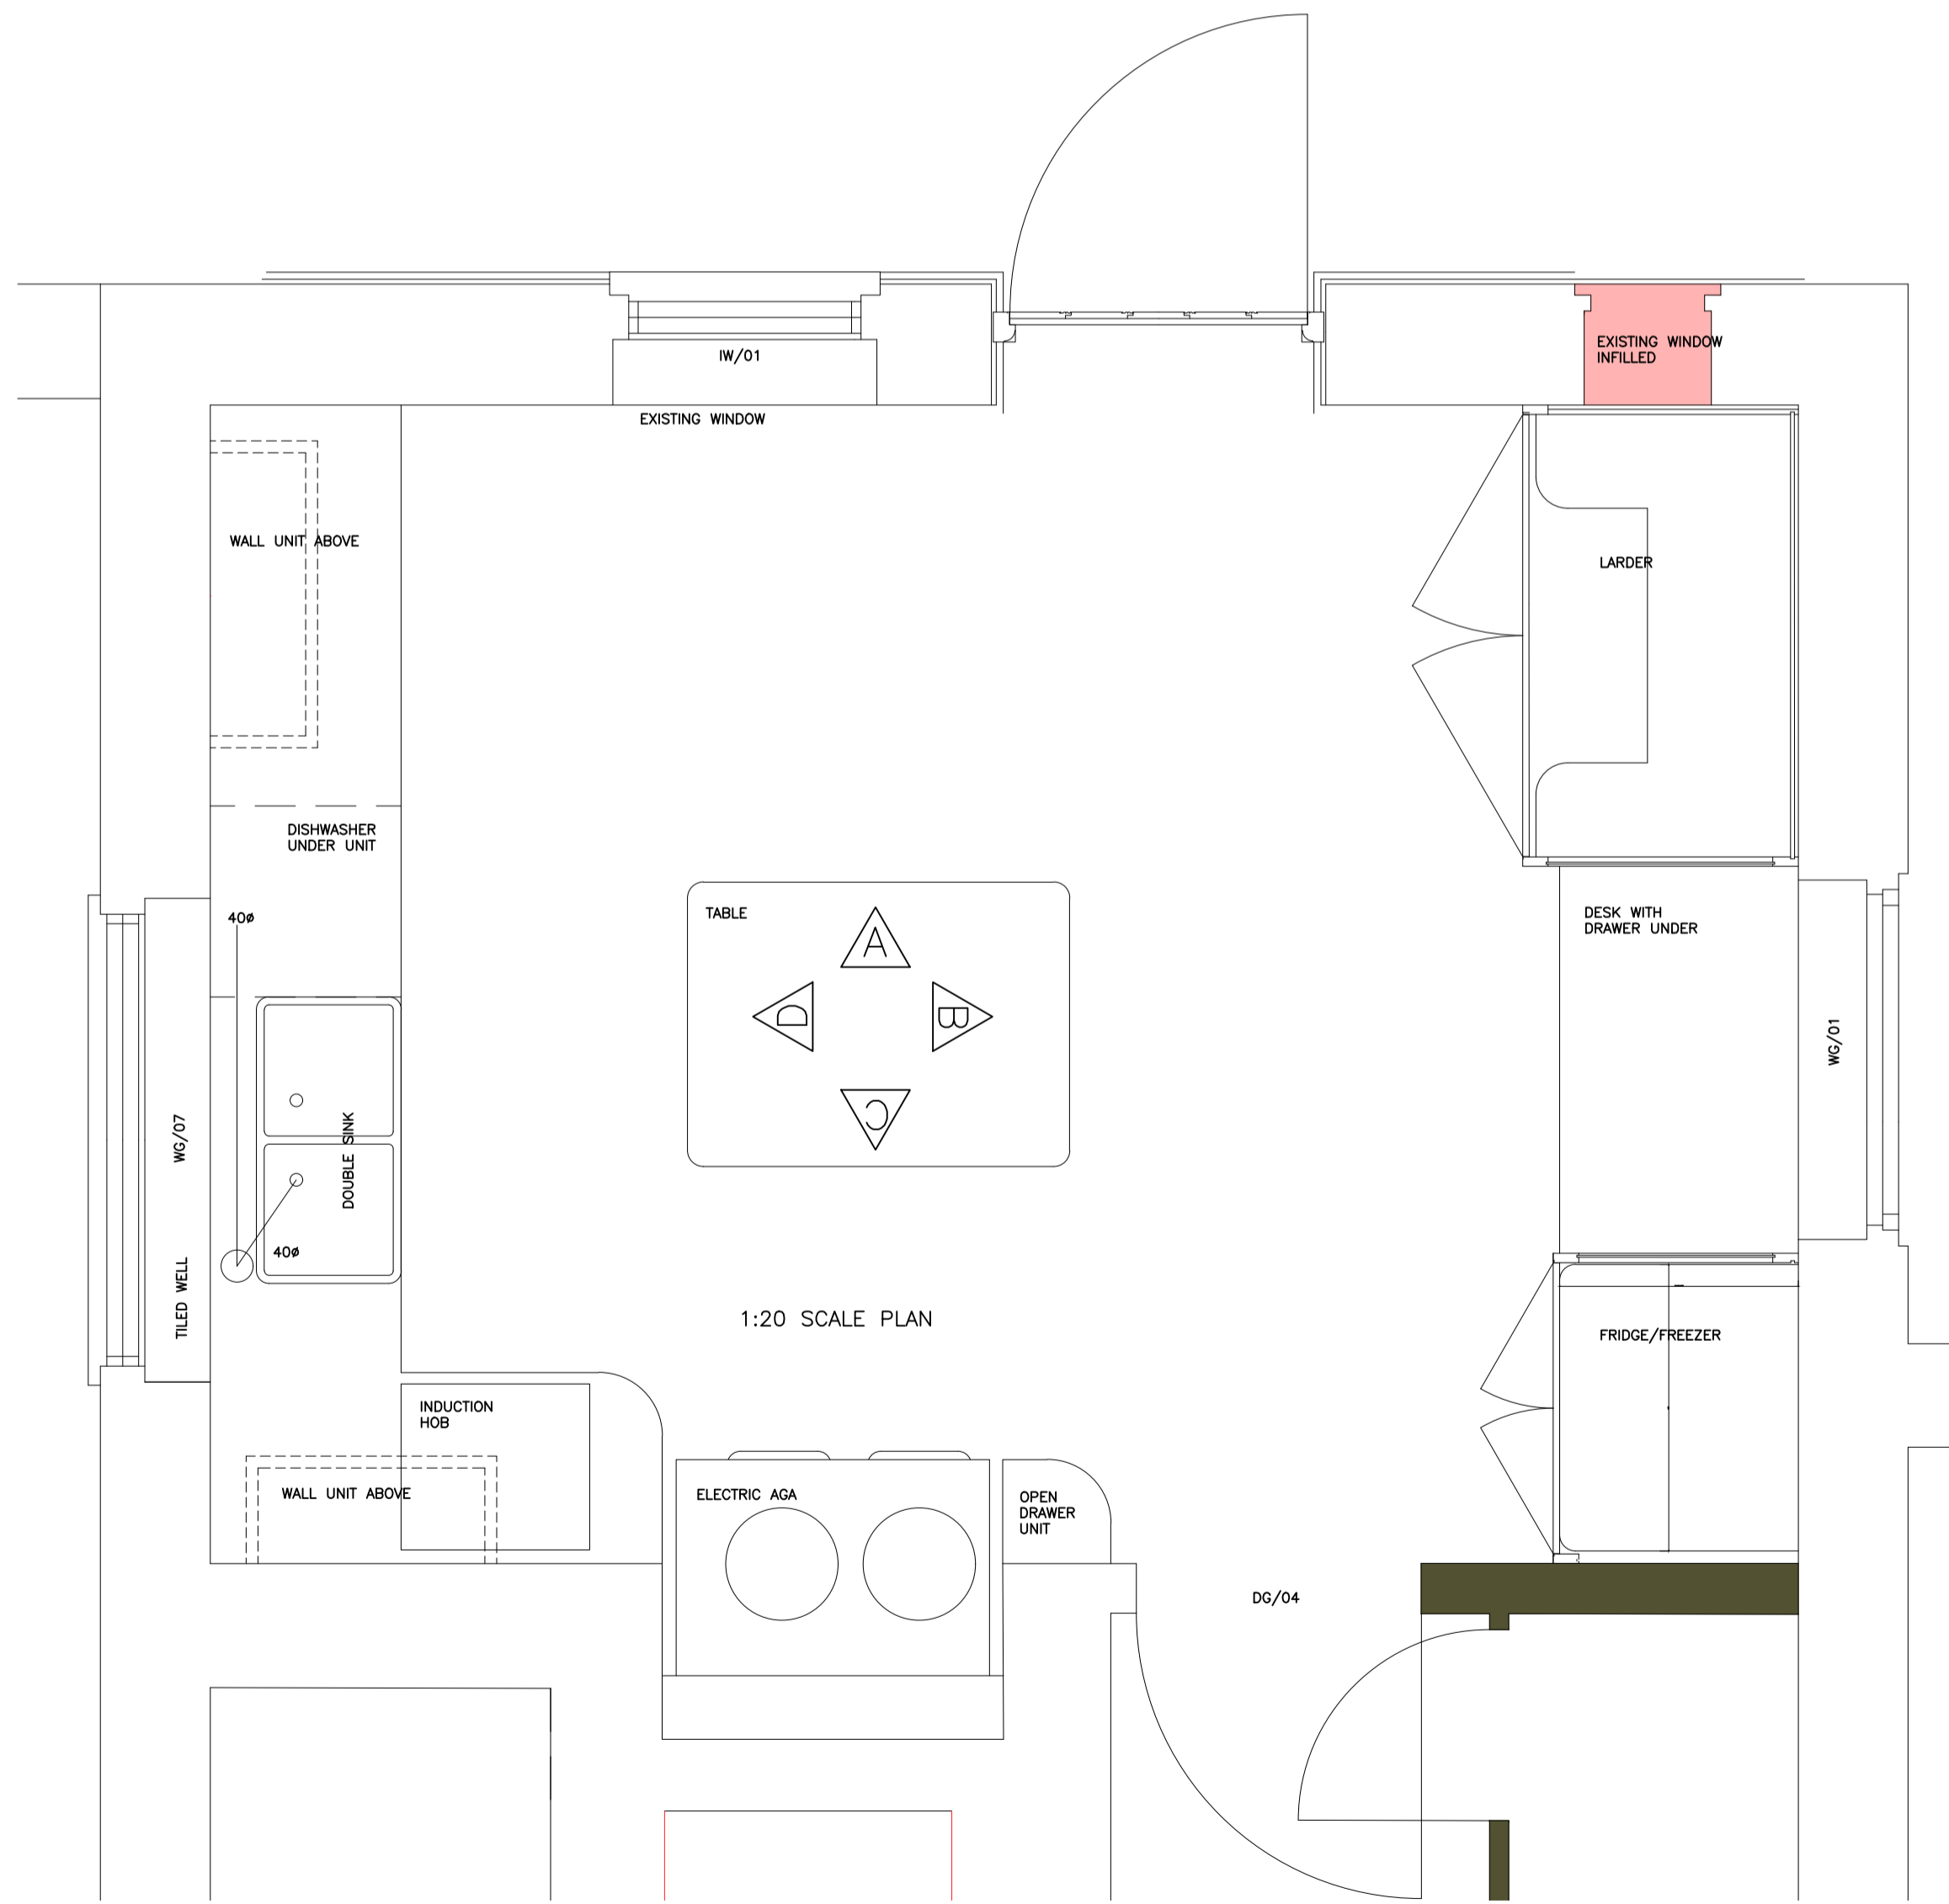 IW/01
EXISTING WINDOW
INFILLED
EXISTING WINDOW
WALL UNIT ABOVE
LARDER
DISHWASHER
UNDER UNIT
40ø
TABLE
A
B
C
D
DESK WITH
DRAWER UNDER
WG/01
WG/07
DOUBLE SINK
40ø
TILED WELL
1:20 SCALE PLAN
FRIDGE/FREEZER
INDUCTION
HOB
WALL UNIT ABOVE
ELECTRIC AGA
OPEN
DRAWER
UNIT
DG/04